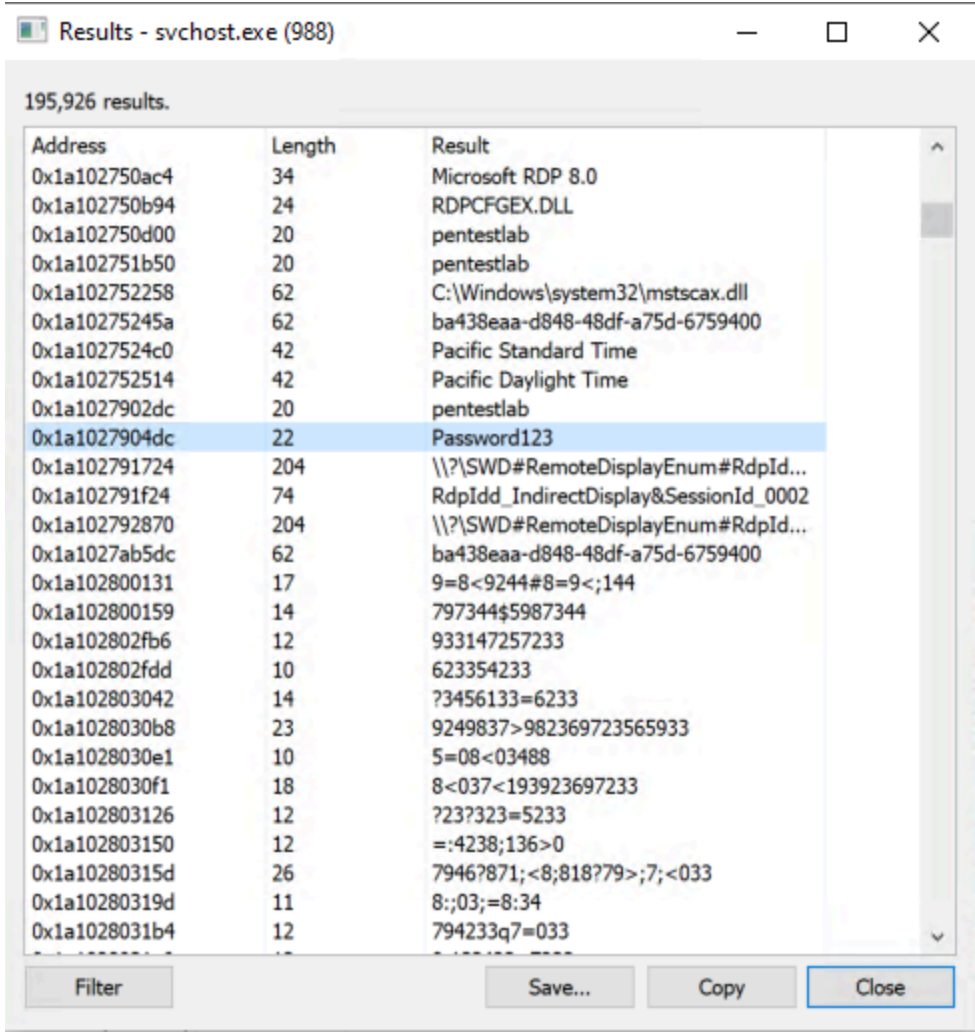 Results - svchost.exe (988)
195,926 results.
Address Length Result
0x1a102750ac4 34 Microsoft RDP 8.0
0x1a102750b94 24 RDPCFGEX.DLL
0x1a102750d00 20 pentestlab
0x1a102751b50 20 pentestlab
0x1a102752258 62 C:\Windows\system32\mstscax.dll
0x1a10275245a 62 ba438eaa-d848-48df-a75d-6759400
0x1a1027524c0 42 Pacific Standard Time
0x1a102752514 42 Pacific Daylight Time
0x1a1027902dc 20 pentestlab
0x1a1027904dc 22 Password123
0x1a102791724 204 \\?\SWD#RemoteDisplayEnum#RdpId...
0x1a102791f24 74 RdpIdd_IndirectDisplay&SessionId_0002
0x1a102792870 204 \\?\SWD#RemoteDisplayEnum#RdpId...
0x1a1027ab5dc 62 ba438eaa-d848-48df-a75d-6759400
0x1a102800131 17 9=8<9244#8=9<;144
0x1a102800159 14 797344$5987344
0x1a102802fb6 12 933147257233
0x1a102802fdd 10 623354233
0x1a102803042 14 ?3456133=6233
0x1a1028030b8 23 9249837>982369723565933
0x1a1028030e1 10 5=08<03488
0x1a1028030f1 18 8<037<193923697233
0x1a102803126 12 ?23?323=5233
0x1a102803150 12 =:4238;136>0
0x1a10280315d 26 7946?871;<8;818?79>;7;<033
0x1a10280319d 11 8:;03;=8:34
0x1a1028031b4 12 794233q7=033
Filter Save... Copy Close